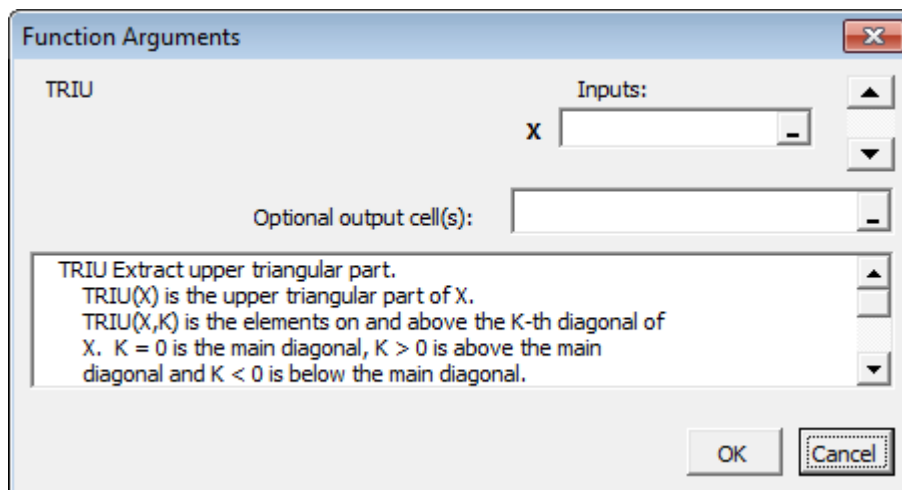 Function Arguments
TRIU
Inputs:
X
Optional output cell(s):
TRIU Extract upper triangular part.
TRIU(X) is the upper triangular part of X.
TRIU(X,K) is the elements on and above the K-th diagonal of
X.  K = 0 is the main diagonal, K > 0 is above the main
diagonal and K < 0 is below the main diagonal.
OK
Cancel